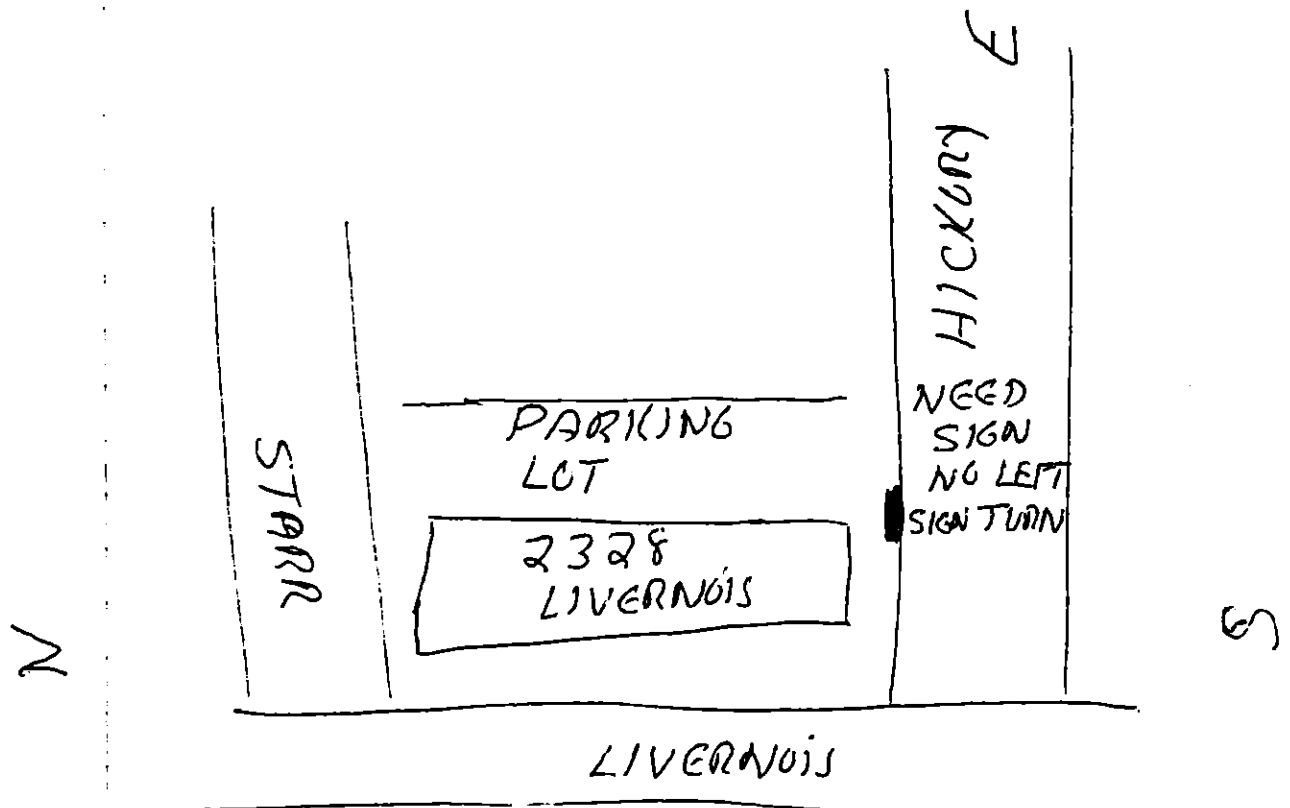 E
HICKORY
PARKING
LOT
NEED
SIGN
NO LEFT
SIGN TURN
STARR
2328
LIVERNOIS
N
S
LIVERNOIS